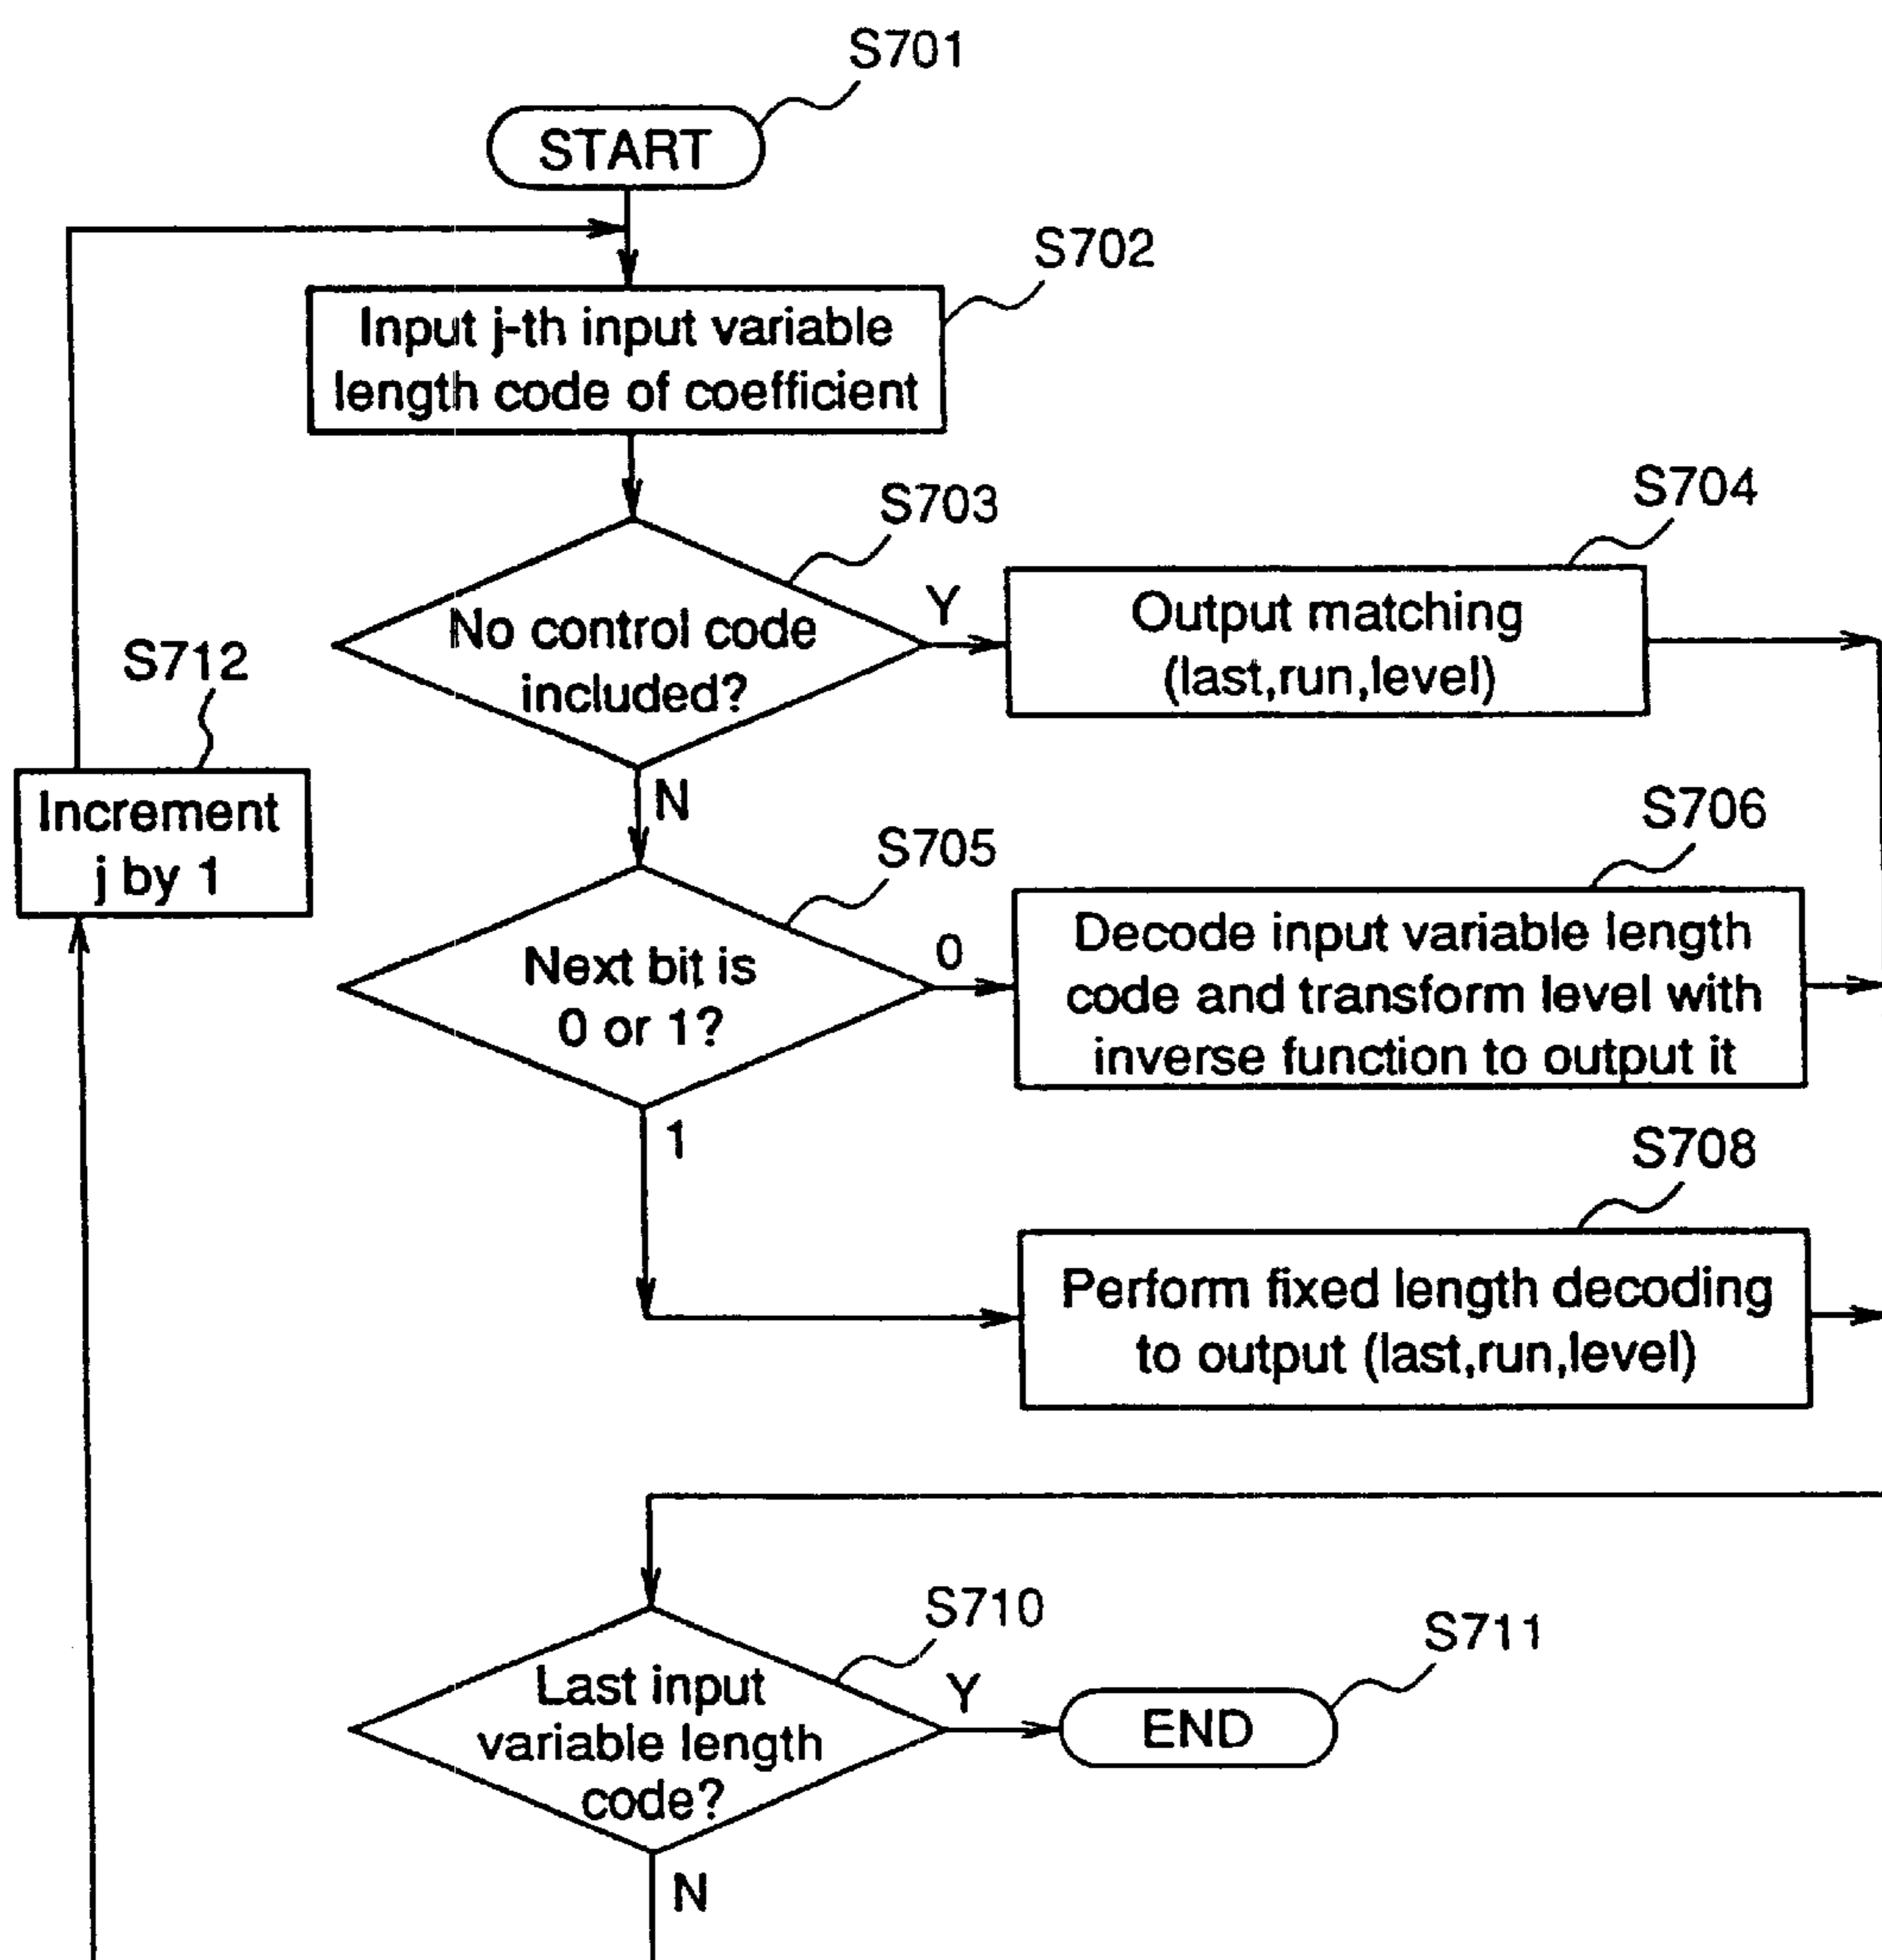 S701
START
S702
Input j-th input variable
length code of coefficient
S703
No control code
included?
Y
S704
Output matching
(last,run,level)
S712
Increment
j by 1
N
S705
Next bit is
0 or 1?
0
S706
Decode input variable length
code and transform level with
inverse function to output it
1
S708
Perform fixed length decoding
to output (last,run,level)
S710
Last input
variable length
code?
Y
S711
END
N